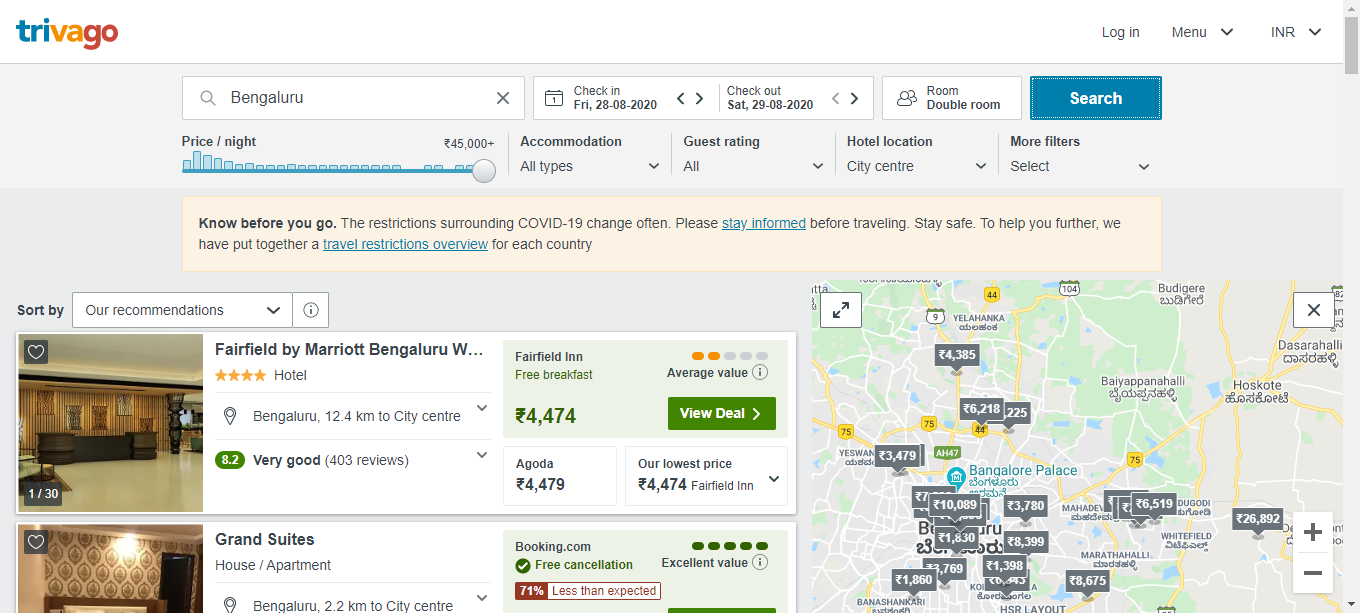 trivago
Log in
Menu
INR
Bengaluru
Check in
Fri, 28-08-2020
Check out
Sat, 29-08-2020
Room
Double room
Search
Price / night
₹45,000+
Accommodation
All types
Guest rating
All
Hotel location
City centre
More filters
Select
Know before you go. The restrictions surrounding COVID-19 change often. Please stay informed before traveling. Stay safe. To help you further, we
have put together a travel restrictions overview for each country
Sort by
Our recommendations
Fairfield by Marriott Bengaluru W...
Hotel
Bengaluru, 12.4 km to City centre
8.2 Very good (403 reviews)
1 / 30
Fairfield Inn
Free breakfast
Average value
₹4,474
View Deal
Agoda
₹4,479
Our lowest price
₹4,474 Fairfield Inn
Grand Suites
House / Apartment
Bengaluru, 2.2 km to City centre
Booking.com
Free cancellation
Excellent value
71% Less than expected
104
Budigere
ಬುಡಿಗೆರೆ
44
9
YELAHANKA
ಯಲಹಂಕ
Dasarahalli
ದಾಸರಹಳ್ಳಿ
₹4,385
Baiyappanahalli
ಬೈಯ್ಯಪ್ಪನಹಳ್ಳಿ
Hoskote
ಹೊಸಕೋಟೆ
₹6,218
225
75
75
44
₹3,479
AH47
75
Bangalore Palace
ಬೆಂಗಳೂರು
ಅರಮನೆ
₹10,089
₹3,780
₹6,519
₹26,892
₹1,830
₹8,399
WHITEFIELD
ವಿಟಿಫೀಲ್ಡ್
MARATHAHALLI
ಮಾರತಹಳ್ಳಿ
₹3,769
₹1,398
₹1,860
₹8,675
BANASHANKARI
HSR LAYOUT